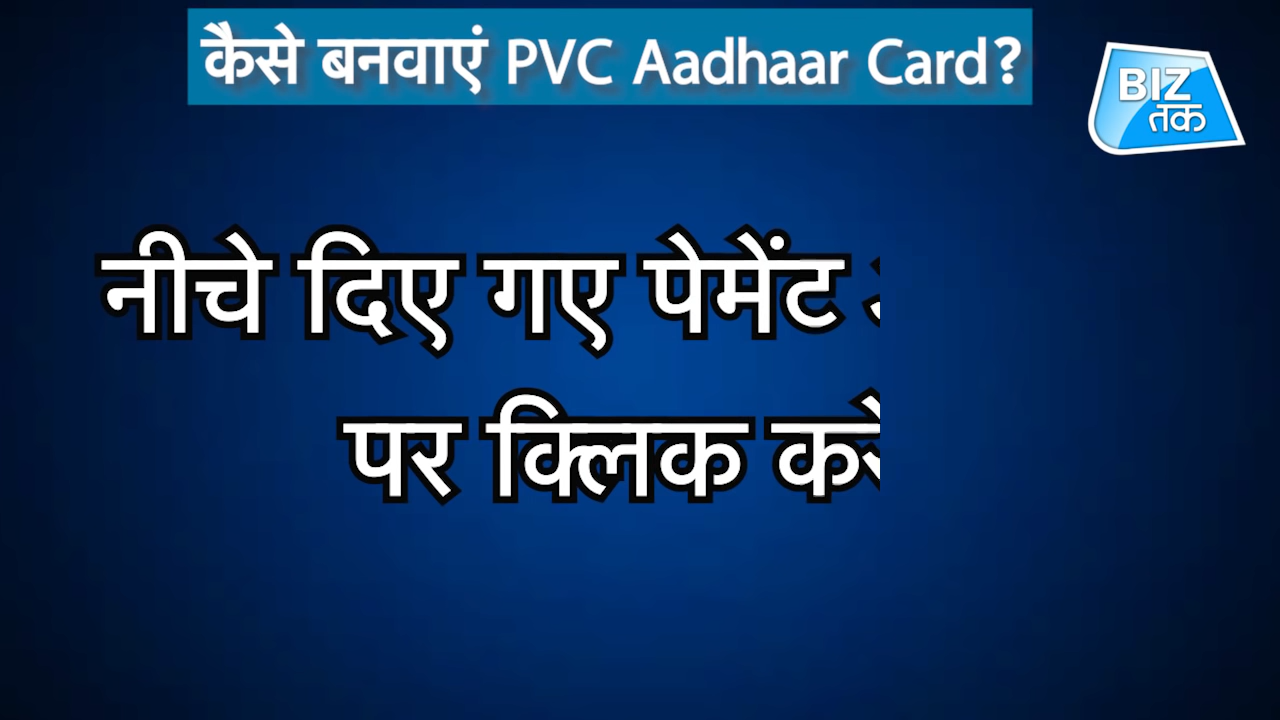 कैसे बनवाएं PVC Aadhaar Card?
BIZ
तक
नीचे दिए गए पेमेंट
पर क्लिक